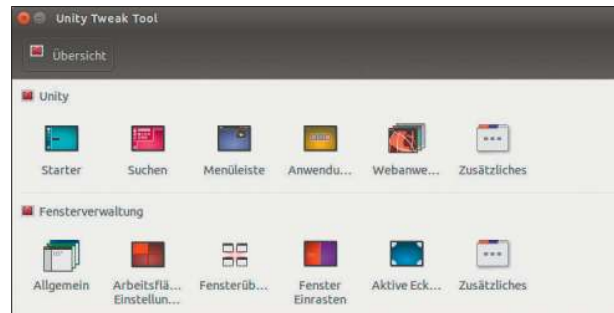 Unity Tweak Tool
Übersicht
Unity
Starter Suchen Menüleiste Anwendu... Webanwe... Zusätzliches
Fensterverwaltung
Allgemein Arbeitsflä... Fensterüb... Fenster Aktive Eck... Zusätzliches
Einstellun... Einrasten